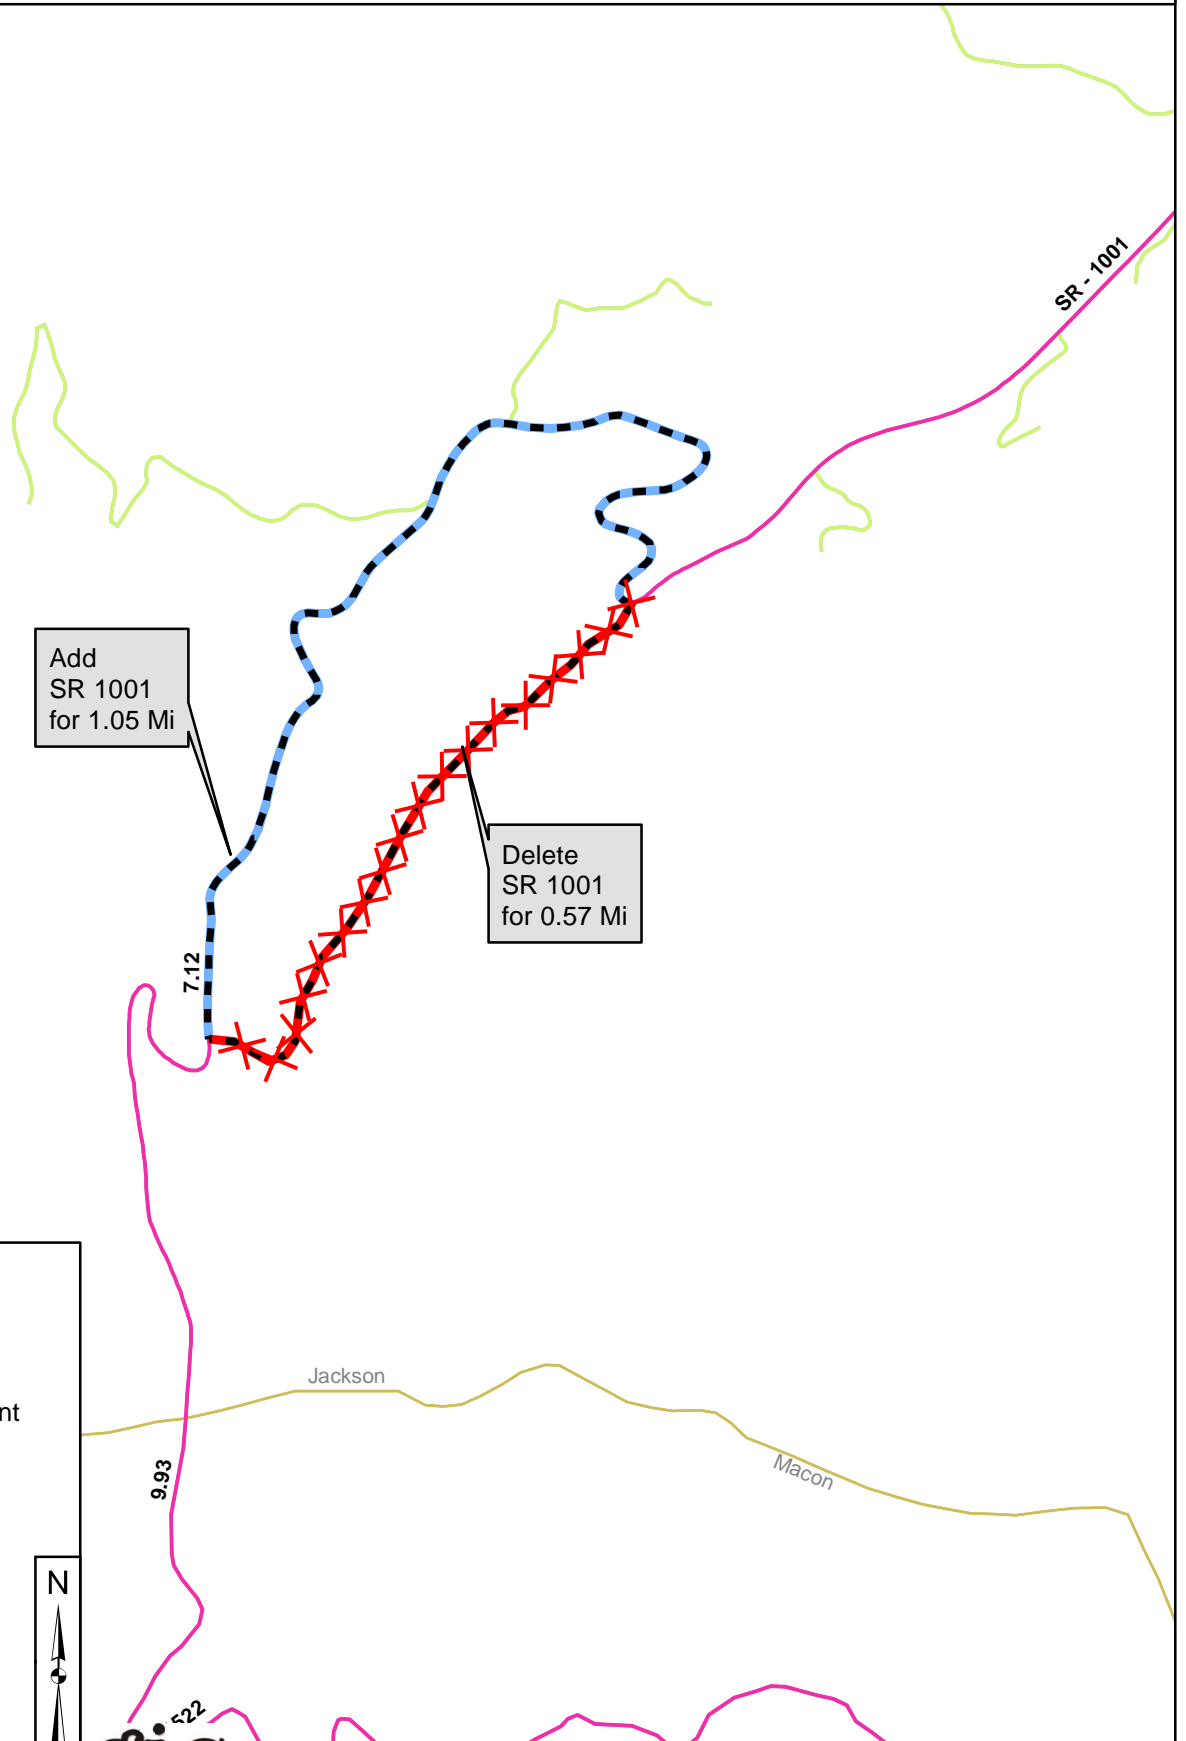 SR - 1001
Add
SR 1001
for 1.05 Mi
Delete
SR 1001
for 0.57 Mi
7.12
Jackson
Macon
nt
9.93
N
522